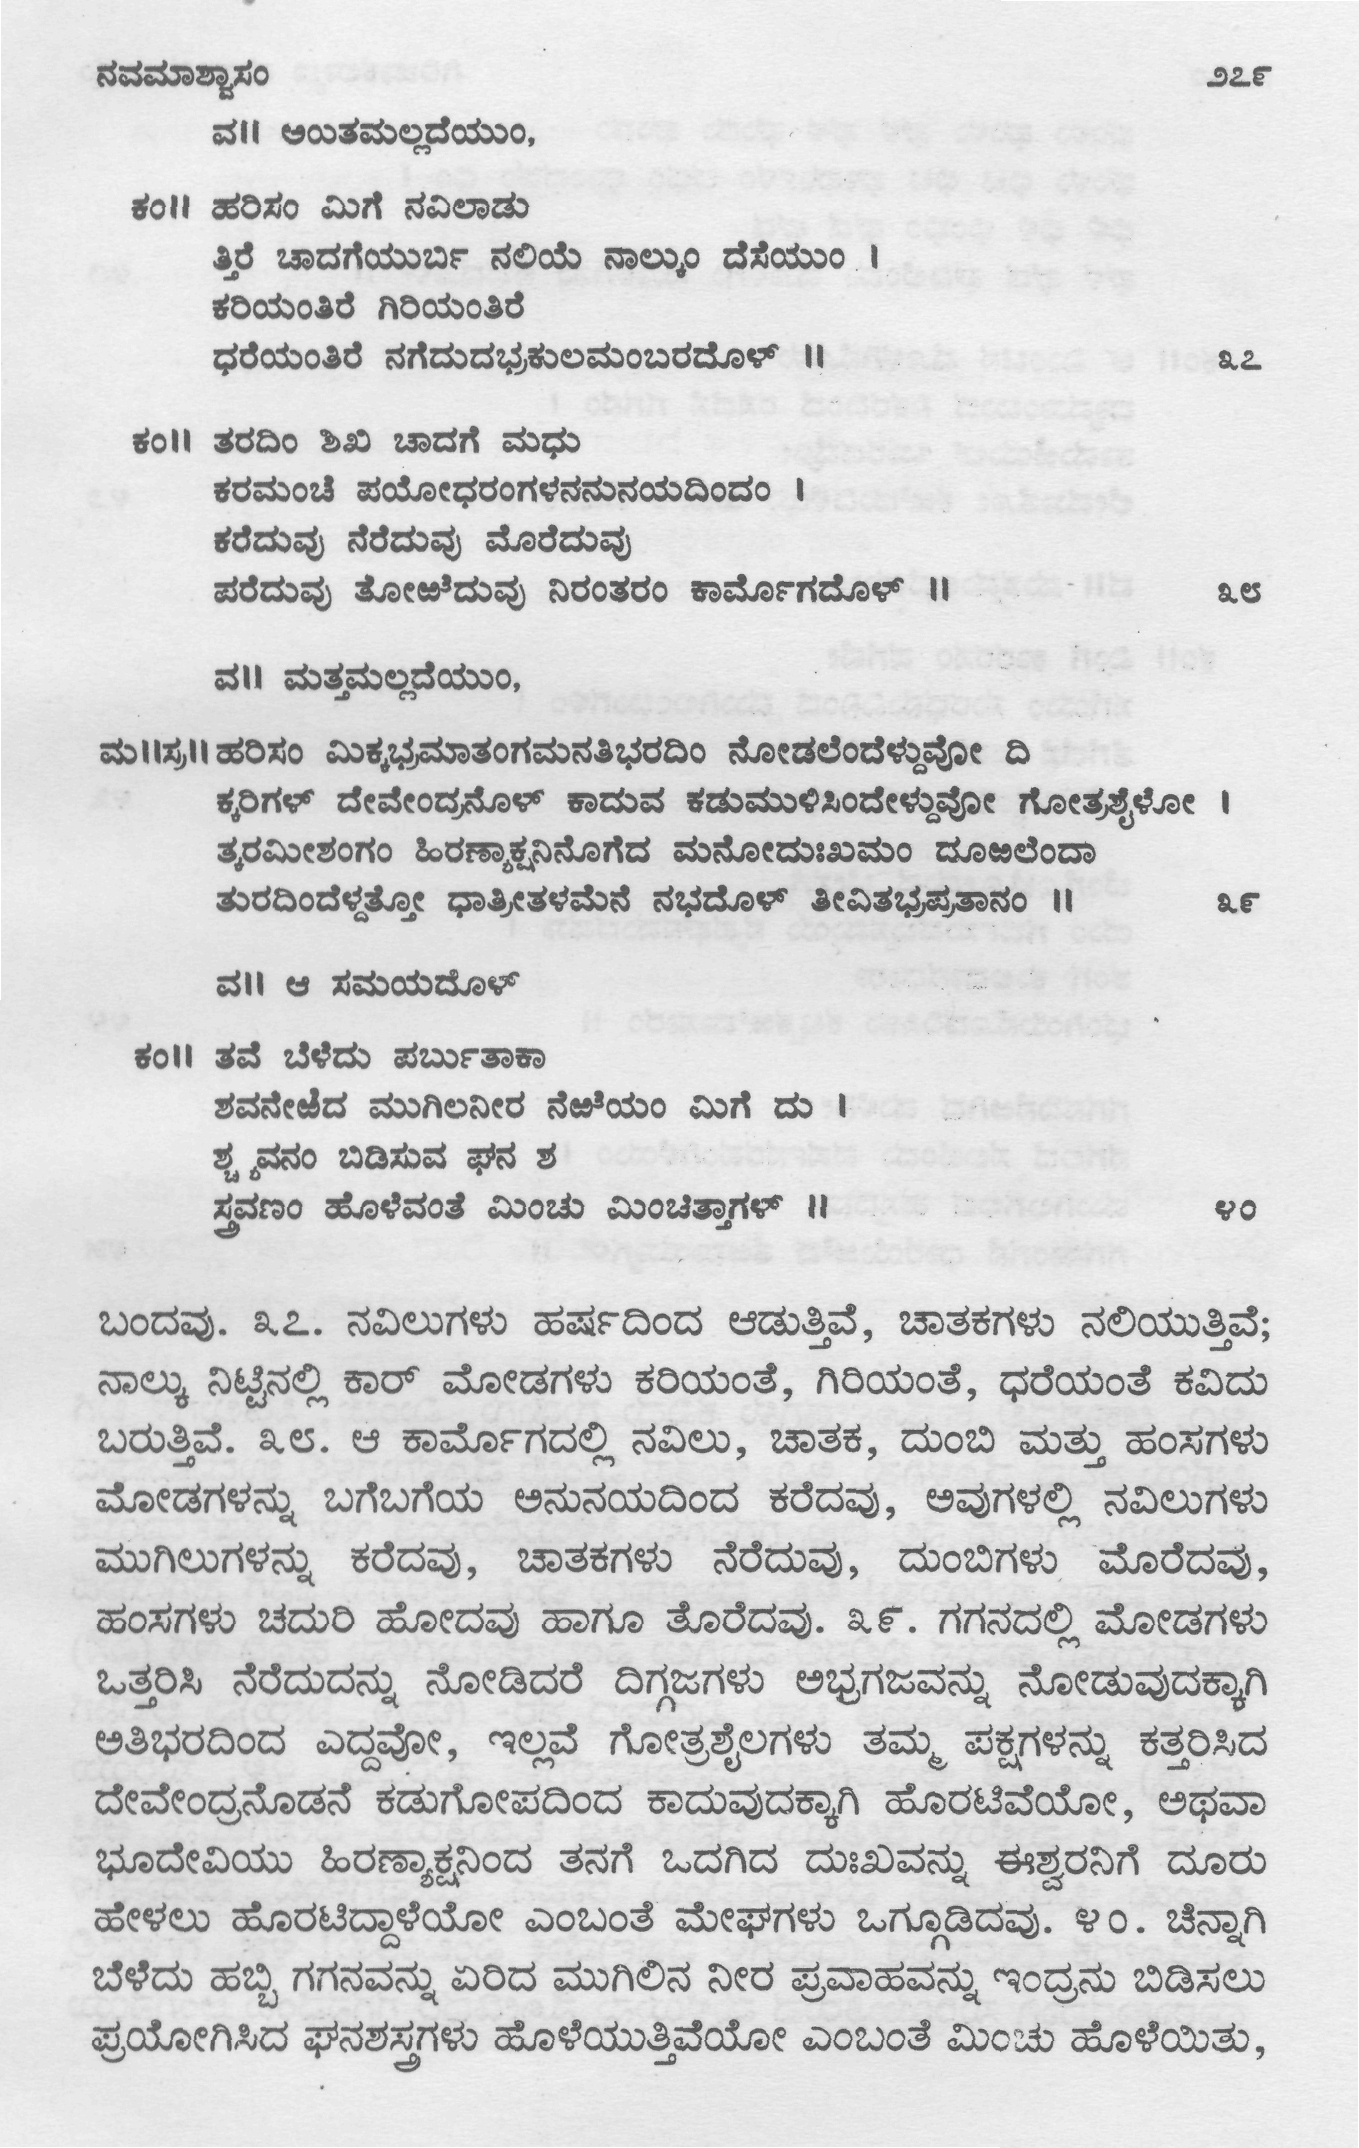 ನವಮಾಶ್ವಾಸಂ ೨೭೯
ವ॥ ಅಯಿತಮಲ್ಲದೆಯುಂ,
ಕಂ॥ ಹರಿಸಂ ಮಿಗೆ ನವಿಲಾಡು
ತ್ತಿರೆ ಚಾದಗೆಯುರ್ಬಿ ನಲಿಯೆ ನಾಲ್ಕುಂ ದೆಸೆಯುಂ ।
ಕರಿಯಂತಿರೆ ಗಿರಿಯಂತಿರೆ
ಧರೆಯಂತಿರೆ ನಗೆದುದಭ್ರಕುಲಮಂಬರದೊಳ್ ॥ ೩೭
ಕಂ॥ ತರದಿಂ ಶಿಖಿ ಚಾದಗೆ ಮಧು
ಕರಮಂಚೆ ಪಯೋಧರಂಗಳನನುನಯದಿಂದಂ ।
ಕರೆದುವು ನೆರೆದುವು ಮೊರೆದುವು
ಪರೆದುವು ತೋಱೆದುವು ನಿರಂತರಂ ಕಾರ್ಮೊಗದೊಳ್ ॥ ೩೮
ವ॥ ಮತ್ತಮಲ್ಲದೆಯುಂ,
ಮ॥ಸ್ರ॥ ಹರಿಸಂ ಮಿಕ್ಕಭ್ರಮಾತಂಗಮನತಿಭರದಿಂ ನೋಡಲೆಂದೆಳ್ದುವೋ ದಿ
ಕ್ಕರಿಗಳ್ ದೇವೇಂದ್ರನೊಳ್ ಕಾದುವ ಕಡುಮುಳಿಸಿಂದೇಳ್ದುವೋ ಗೋತ್ರಶೈಳೋ ।
ತ್ಕರಮೀಶಂಗಂ ಹಿರಣ್ಯಾಕ್ಷನಿನೊಗೆದ ಮನೋದುಃಖಮಂ ದೂಱಲೆಂದಾ
ತುರದಿಂದೆಳ್ದತ್ತೋ ಧಾತ್ರೀತಳಮೆನೆ ನಭದೊಳ್ ತೀವಿತಭ್ರಪ್ರತಾನಂ ॥ ೩೯
ವ॥ ಆ ಸಮಯದೊಳ್
ಕಂ॥ ತವೆ ಬೆಳೆದು ಪರ್ಬುತಾಕಾ
ಶವನೇಱಿದ ಮುಗಿಲನೀರ ನೆಱೆಯಂ ಮಿಗೆ ದು ।
ಶ್ಚ್ಯವನಂ ಬಿಡಿಸುವ ಘನ ಶ
ಸ್ತ್ರವಣಂ ಹೊಳೆವಂತೆ ಮಿಂಚು ಮಿಂಚಿತ್ತಾಗಳ್ ॥ ೪೦
ಬಂದವು. ೩೭. ನವಿಲುಗಳು ಹರ್ಷದಿಂದ ಆಡುತ್ತಿವೆ, ಚಾತಕಗಳು ನಲಿಯುತ್ತಿವೆ;
ನಾಲ್ಕು ನಿಟ್ಟಿನಲ್ಲಿ ಕಾರ್ ಮೋಡಗಳು ಕರಿಯಂತೆ, ಗಿರಿಯಂತೆ, ಧರೆಯಂತೆ ಕವಿದು
ಬರುತ್ತಿವೆ. ೩೮. ಆ ಕಾರ್ಮೊಗದಲ್ಲಿ ನವಿಲು, ಚಾತಕ, ದುಂಬಿ ಮತ್ತು ಹಂಸಗಳು
ಮೋಡಗಳನ್ನು ಬಗೆಬಗೆಯ ಅನುನಯದಿಂದ ಕರೆದವು, ಅವುಗಳಲ್ಲಿ ನವಿಲುಗಳು
ಮುಗಿಲುಗಳನ್ನು ಕರೆದವು, ಚಾತಕಗಳು ನೆರೆದುವು, ದುಂಬಿಗಳು ಮೊರೆದವು,
ಹಂಸಗಳು ಚದುರಿ ಹೋದವು ಹಾಗೂ ತೊರೆದವು. ೩೯. ಗಗನದಲ್ಲಿ ಮೋಡಗಳು
ಒತ್ತರಿಸಿ ನೆರೆದುದನ್ನು ನೋಡಿದರೆ ದಿಗ್ಗಜಗಳು ಅಭ್ರಗಜವನ್ನು ನೋಡುವುದಕ್ಕಾಗಿ
ಅತಿಭರದಿಂದ ಎದ್ದವೋ, ಇಲ್ಲವೆ ಗೋತ್ರಶೈಲಗಳು ತಮ್ಮ ಪಕ್ಷಗಳನ್ನು ಕತ್ತರಿಸಿದ
ದೇವೇಂದ್ರನೊಡನೆ ಕಡುಗೋಪದಿಂದ ಕಾದುವುದಕ್ಕಾಗಿ ಹೊರಟಿವೆಯೋ, ಅಥವಾ
ಭೂದೇವಿಯು ಹಿರಣ್ಯಾಕ್ಷನಿಂದ ತನಗೆ ಒದಗಿದ ದುಃಖವನ್ನು ಈಶ್ವರನಿಗೆ ದೂರು
ಹೇಳಲು ಹೊರಟಿದ್ದಾಳೆಯೋ ಎಂಬಂತೆ ಮೇಘಗಳು ಒಗ್ಗೂಡಿದವು. ೪೦. ಚೆನ್ನಾಗಿ
ಬೆಳೆದು ಹಬ್ಬಿ ಗಗನವನ್ನು ಏರಿದ ಮುಗಿಲಿನ ನೀರ ಪ್ರವಾಹವನ್ನು ಇಂದ್ರನು ಬಿಡಿಸಲು
ಪ್ರಯೋಗಿಸಿದ ಘನಶಸ್ತ್ರಗಳು ಹೊಳೆಯುತ್ತಿವೆಯೋ ಎಂಬಂತೆ ಮಿಂಚು ಹೊಳೆಯಿತು,